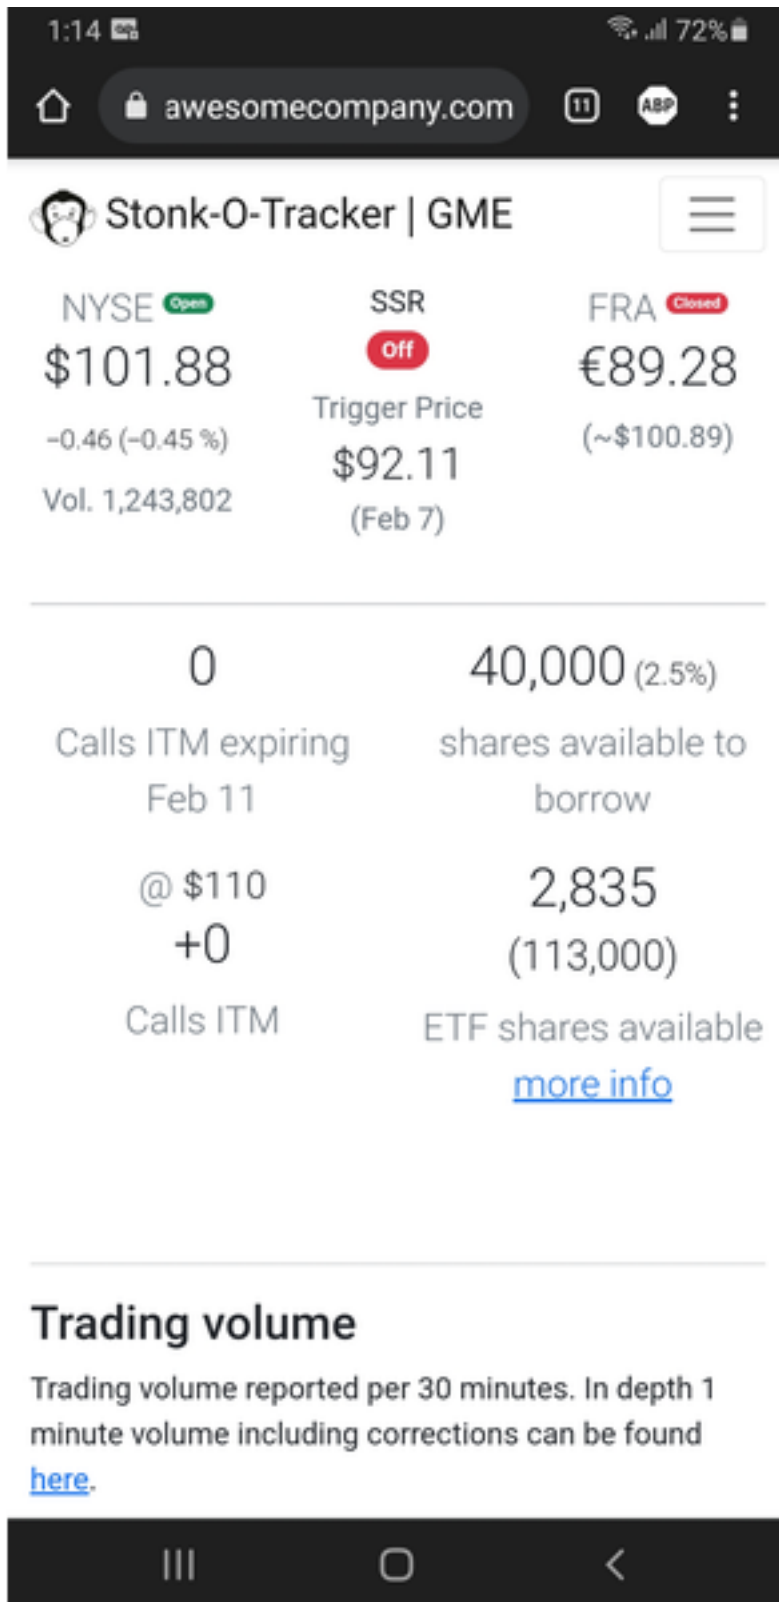 1:14 72%
awesomecompany.com 11 ABP
Stonk-O-Tracker | GME
NYSE Open
$101.88
−0.46 (−0.45 %)
Vol. 1,243,802
SSR
Off
Trigger Price
$92.11
(Feb 7)
FRA Closed
€89.28
(~$100.89)
0
Calls ITM expiring
Feb 11
@ $110
+0
Calls ITM
40,000 (2.5%)
shares available to
borrow
2,835
(113,000)
ETF shares available
more info
Trading volume
Trading volume reported per 30 minutes. In depth 1
minute volume including corrections can be found
here.